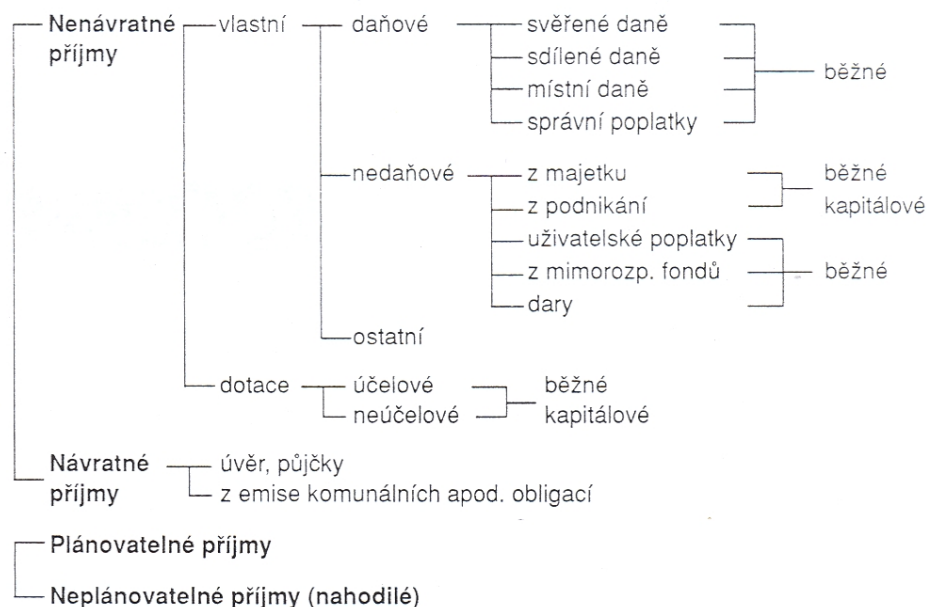 Nenávratné vlastní daňové svěřené daně
příjmy sdílené daně běžné
místní daně
správní poplatky
nedaňové z majetku běžné
z podnikání kapitálové
uživatelské poplatky
z mimorozp. fondů běžné
dary
ostatní
dotace účelové běžné
neúčelové kapitálové
Návratné úvěr, půjčky
příjmy z emise komunálních apod. obligací
Plánovatelné příjmy
Neplánovatelné příjmy (nahodilé)